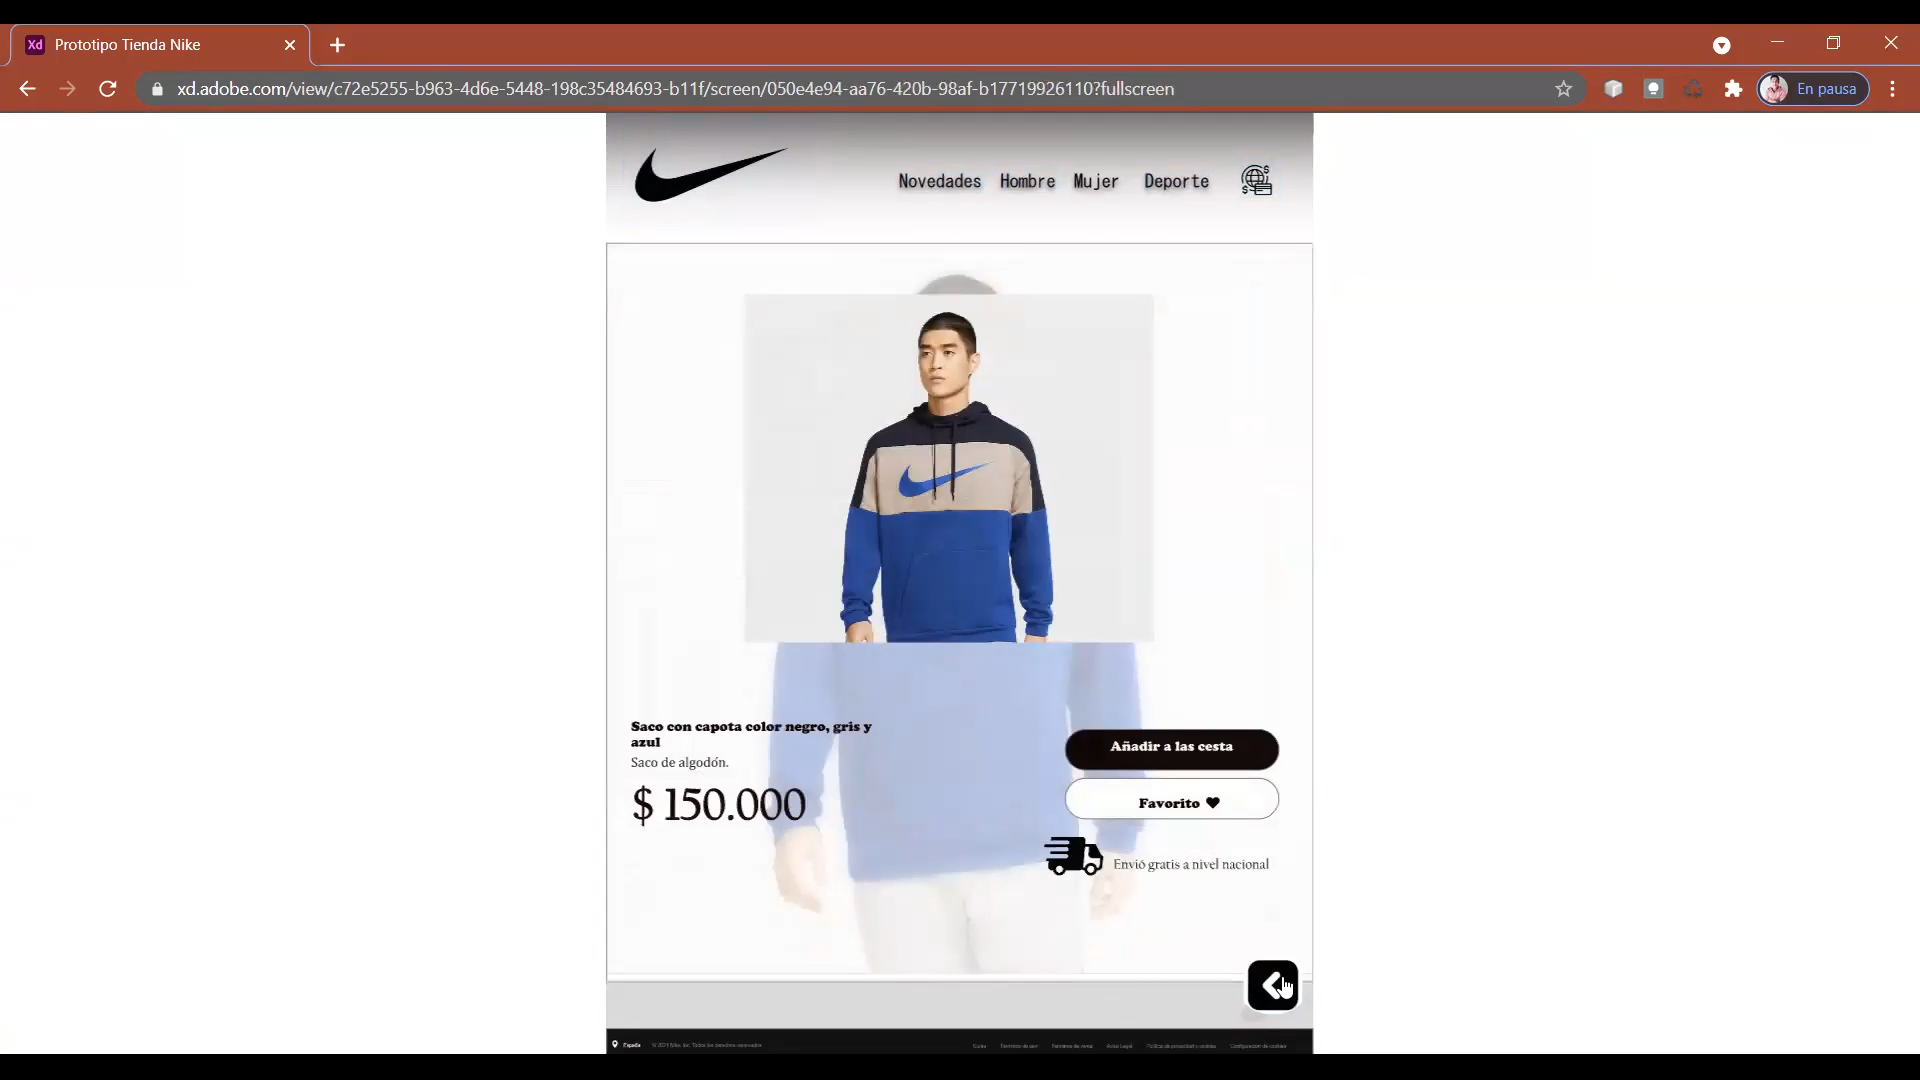 Xd Prototipo Tienda Nike
xd.adobe.com/view/c72e5255-b963-4d6e-5448-198c35484693-b11f/screen/050e4e94-aa76-420b-98af-b17719926110?fullscreen
En pausa
Novedades Hombre Mujer Deporte
Saco con capota color negro, gris y
azul
Saco de algodón.
$ 150.000
Añadir a las cesta
Favorito
Envió gratis a nivel nacional
España